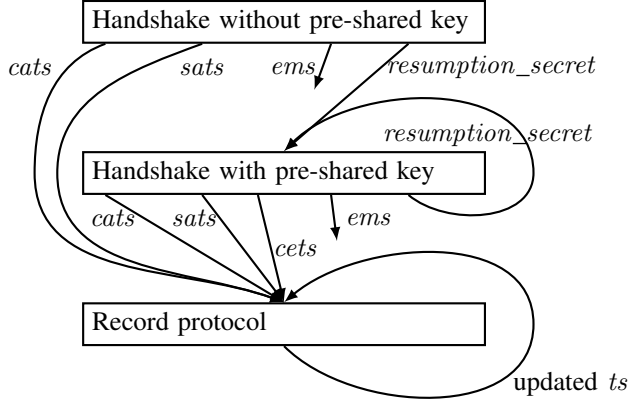 Handshake without pre-shared key
cats
sats
ems
resumption_secret
resumption_secret
Handshake with pre-shared key
cats
sats
ems
cets
Record protocol
updated ts